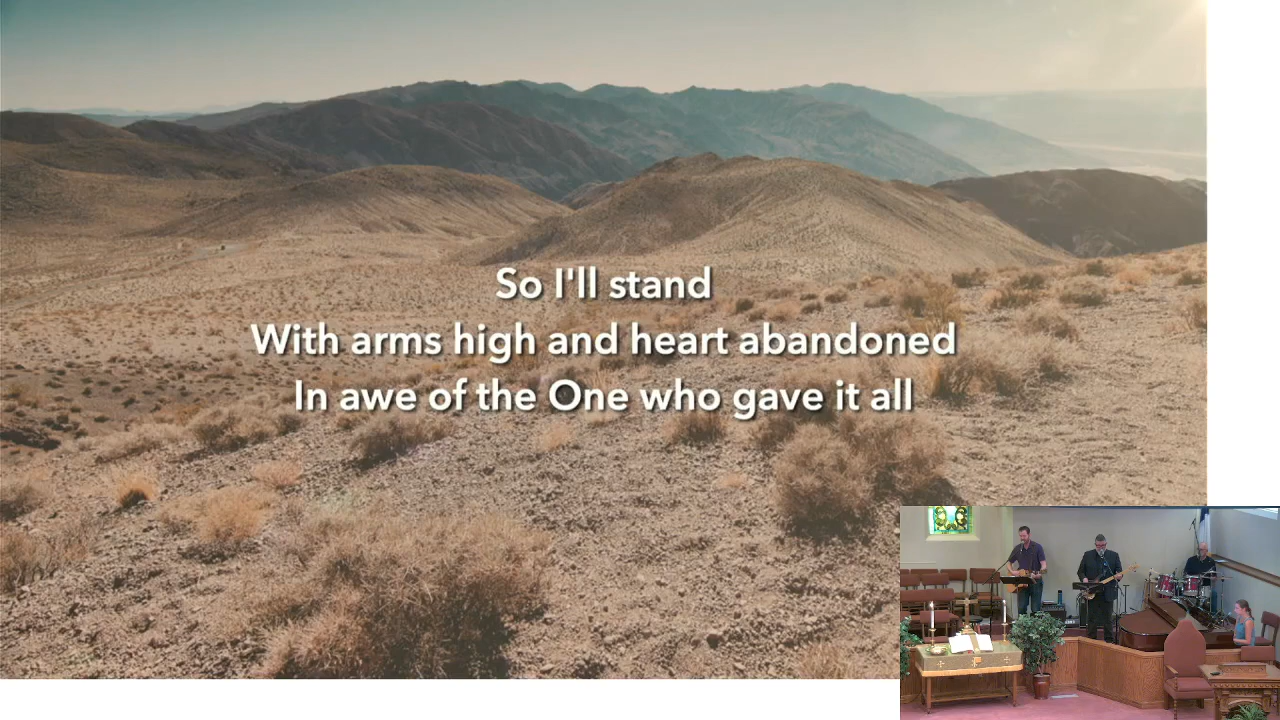 So I'll stand
With arms high and heart abandoned
In awe of the One who gave it all